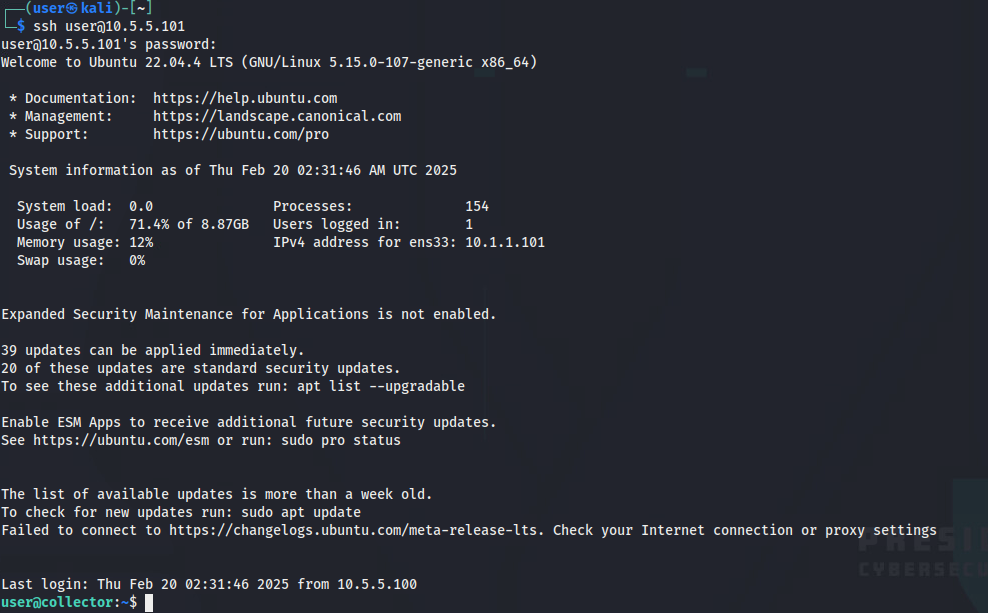 ┌──(user㉿kali)-[~]
└─$ ssh user@10.5.5.101
user@10.5.5.101's password:
Welcome to Ubuntu 22.04.4 LTS (GNU/Linux 5.15.0-107-generic x86_64)
* Documentation:  https://help.ubuntu.com
* Management:     https://landscape.canonical.com
* Support:        https://ubuntu.com/pro
System information as of Thu Feb 20 02:31:46 AM UTC 2025
System load:  0.0               Processes:              154
Usage of /:   71.4% of 8.87GB   Users logged in:        1
Memory usage: 12%               IPv4 address for ens33: 10.1.1.101
Swap usage:   0%
Expanded Security Maintenance for Applications is not enabled.
39 updates can be applied immediately.
20 of these updates are standard security updates.
To see these additional updates run: apt list --upgradable
Enable ESM Apps to receive additional future security updates.
See https://ubuntu.com/esm or run: sudo pro status
The list of available updates is more than a week old.
To check for new updates run: sudo apt update
Failed to connect to https://changelogs.ubuntu.com/meta-release-lts. Check your Internet connection or proxy settings
Last login: Thu Feb 20 02:31:46 2025 from 10.5.5.100
user@collector:~$